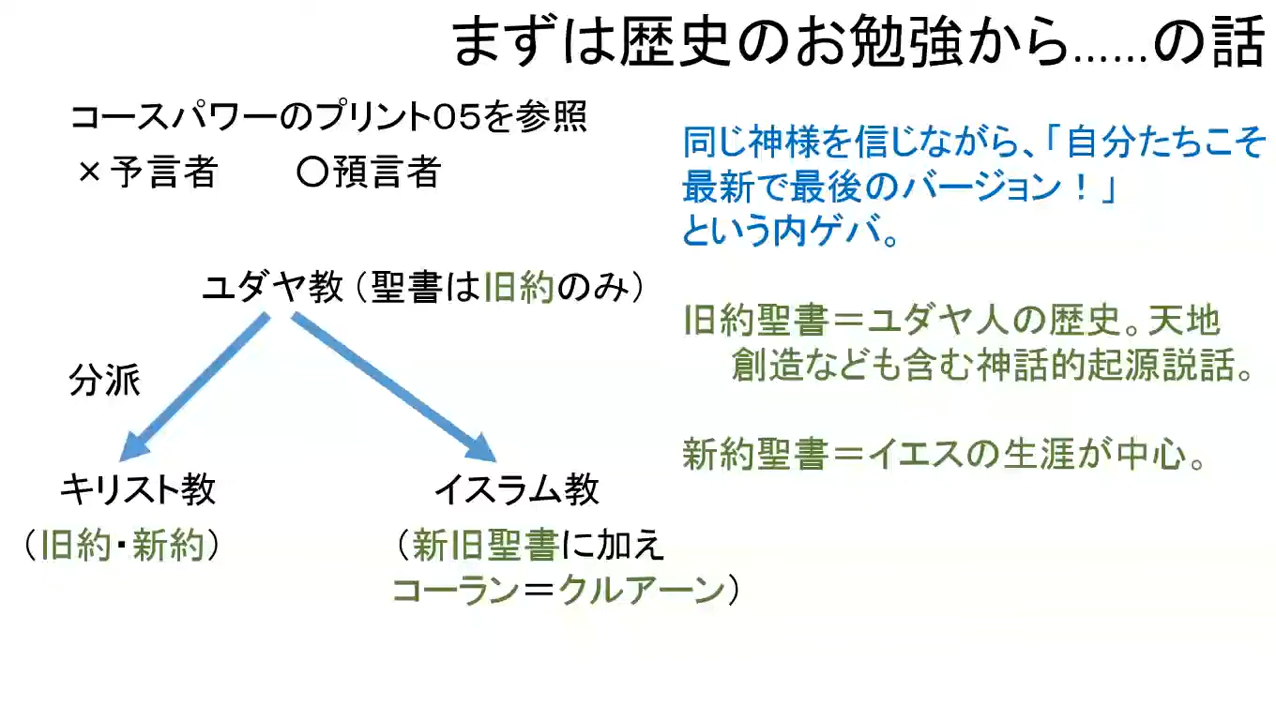 まずは歴史のお勉強から……の話
コースパワーのプリント０５を参照
×予言者　　○預言者
同じ神様を信じながら、「自分たちこそ
最新で最後のバージョン！」
という内ゲバ。
ユダヤ教（聖書は旧約のみ）
分派
キリスト教
（旧約・新約）
イスラム教
（新旧聖書に加え
コーラン＝クルアーン）
旧約聖書＝ユダヤ人の歴史。天地
創造なども含む神話的起源説話。
新約聖書＝イエスの生涯が中心。